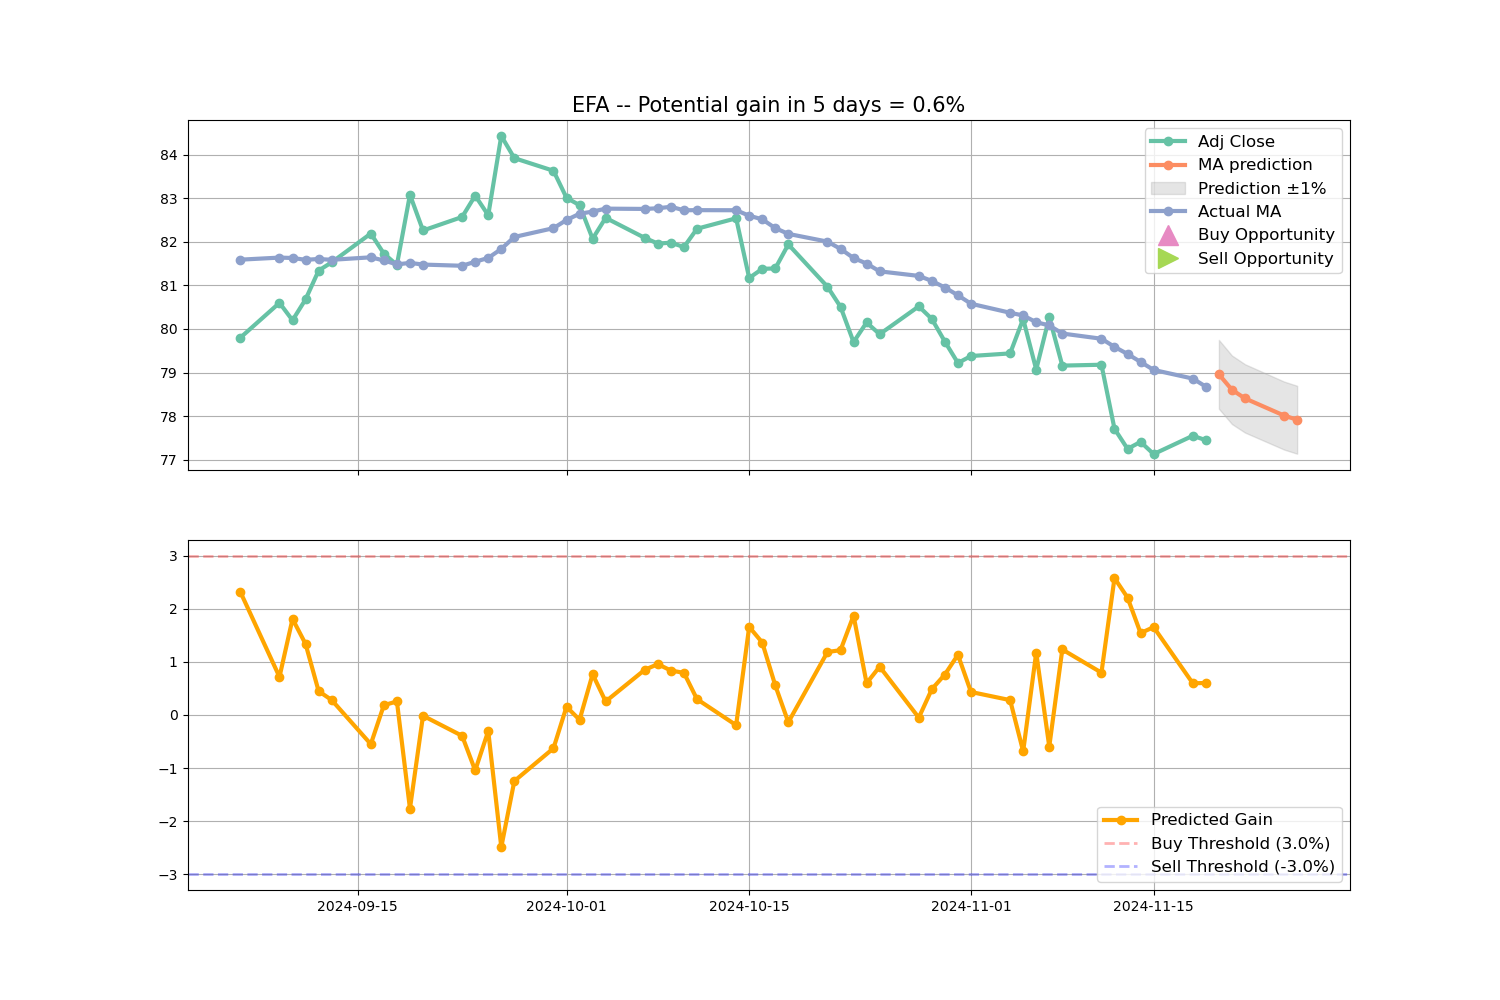 EFA -- Potential gain in 5 days = 0.6%
84
83
82
81
80
79
78
77
Adj Close
MA prediction
Prediction ±1%
Actual MA
Buy Opportunity
Sell Opportunity
3
2
1
0
−1
−2
−3
Predicted Gain
Buy Threshold (3.0%)
Sell Threshold (-3.0%)
2024-09-15
2024-10-01
2024-10-15
2024-11-01
2024-11-15